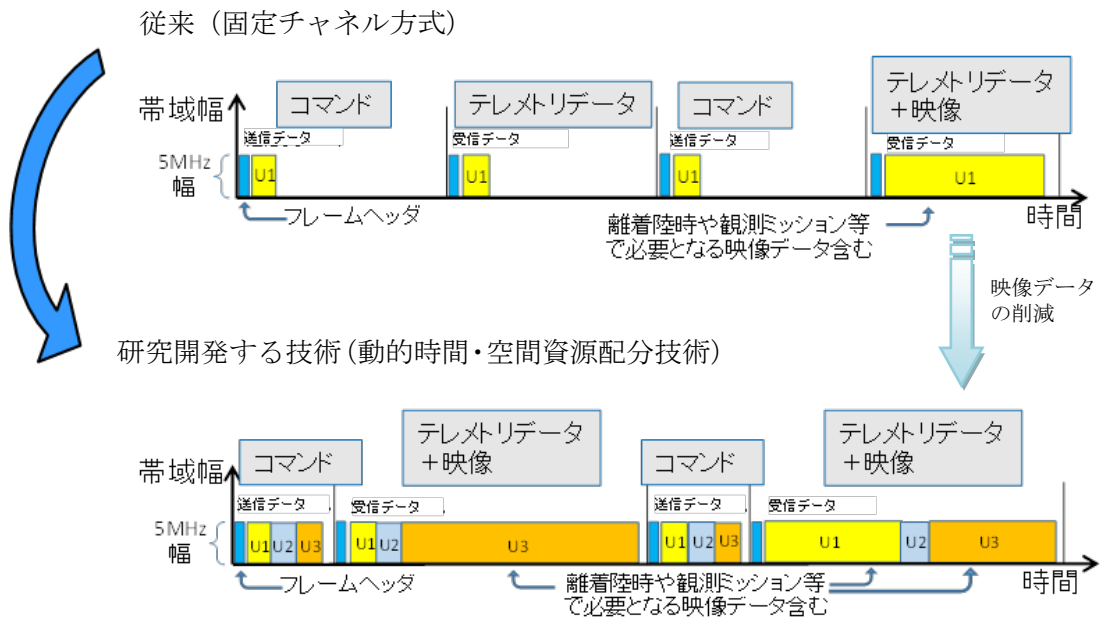 従来（固定チャネル方式）
コマンド
テレメトリデータ
コマンド
テレメトリデータ
＋映像
帯域幅
送信データ
受信データ
送信データ
受信データ
5MHz
幅
U1
U1
U1
U1
フレームヘッダ
離着陸時や観測ミッション等
で必要となる映像データ含む
時間
映像データ
の削減
研究開発する技術（動的時間・空間資源配分技術）
コマンド
テレメトリデータ
＋映像
コマンド
テレメトリデータ
＋映像
帯域幅
送信データ
受信データ
送信データ
受信データ
5MHz
幅
U1 U2 U3
U1 U2 U3
U1 U2 U3
U1 U2 U3
フレームヘッダ
離着陸時や観測ミッション等
で必要となる映像データ含む
時間